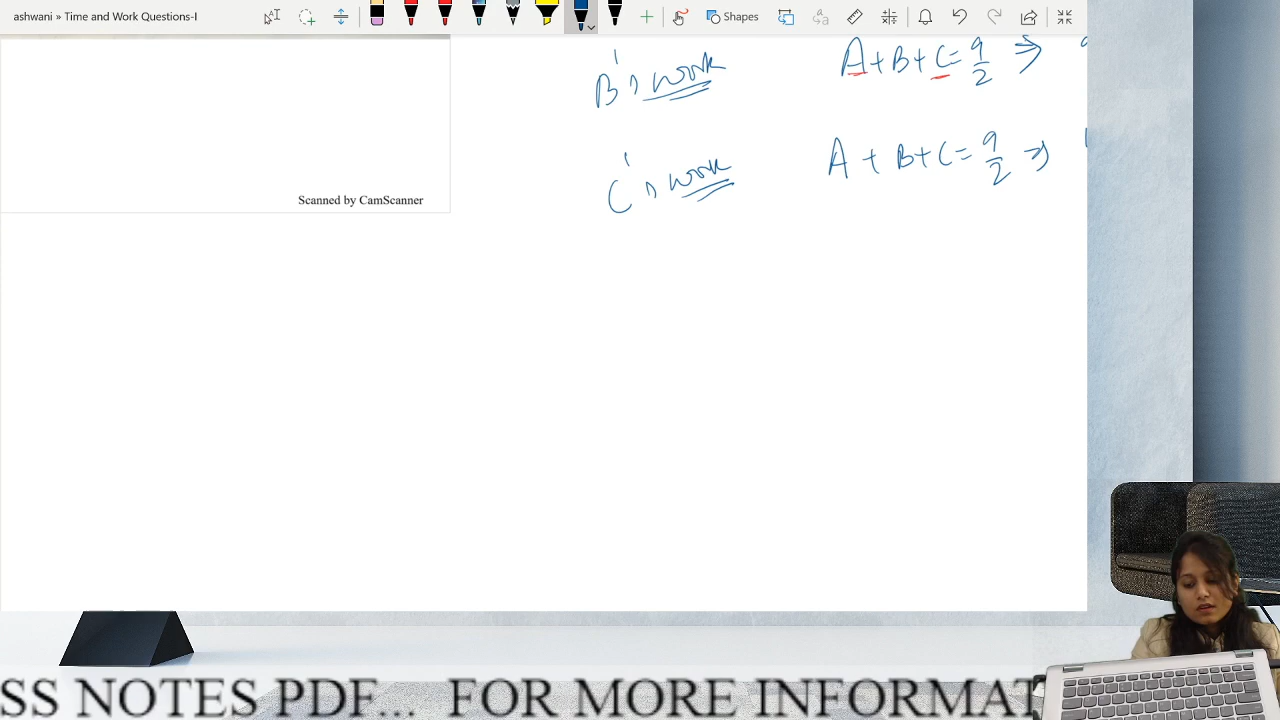 ashwani » Time and Work Questions-I
Shapes
B's work A+B+C= 9/2 ⇒
C's work A + B+C= 9/2 ⇒
Scanned by CamScanner
SS NOTES PDF . FOR MORE INFORMAT